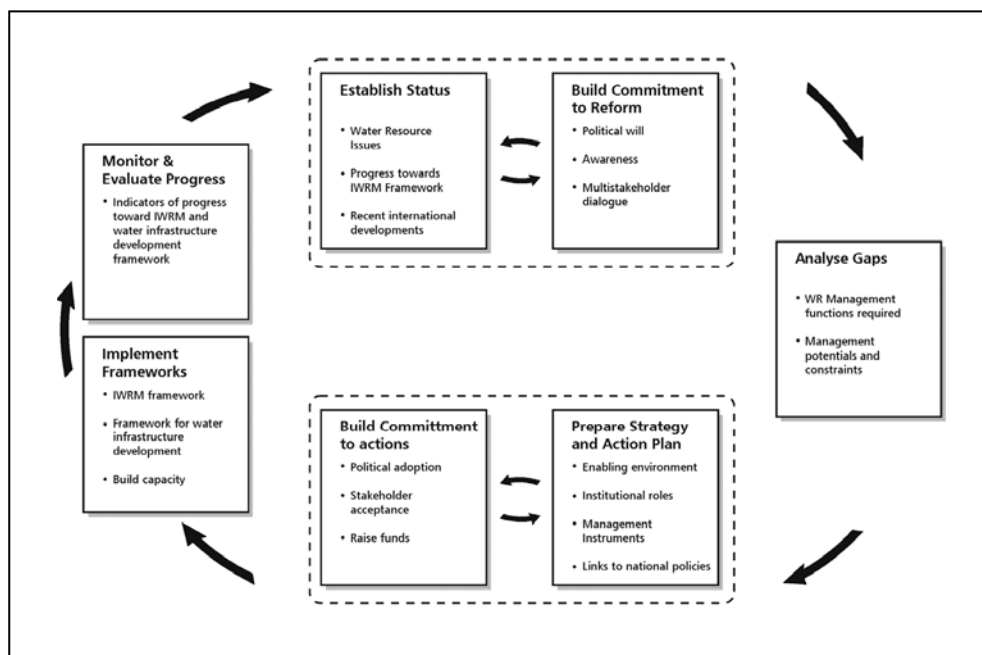 Establish Status
• Water Resource
Issues
• Progress towards
IWRM Framework
• Recent international
developments
Build Commitment
to Reform
• Political will
• Awareness
• Multistakeholder
dialogue
Monitor &
Evaluate Progress
• Indicators of progress
toward IWRM and
water infrastructure
development
framework
Analyse Gaps
• WR Management
functions required
• Management
potentials and
constraints
Implement
Frameworks
• IWRM framework
• Framework for water
infrastructure
development
• Build capacity
Build Committment
to actions
• Political adoption
• Stakeholder
acceptance
• Raise funds
Prepare Strategy
and Action Plan
• Enabling environment
• Institutional roles
• Management
Instruments
• Links to national policies